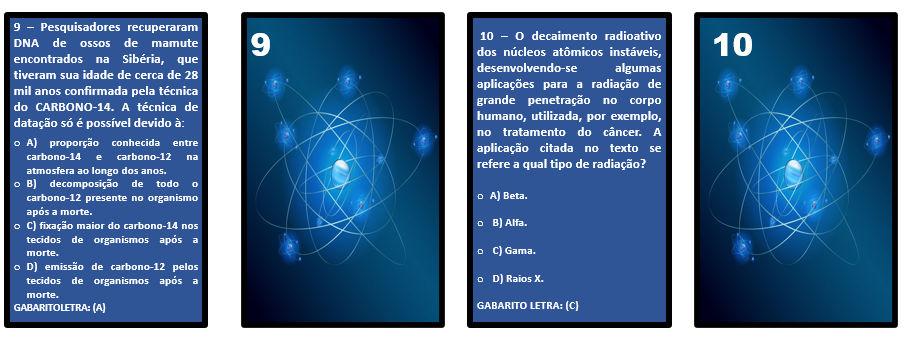 9 – Pesquisadores recuperaram
DNA de ossos de mamute
encontrados na Sibéria, que
tiveram sua idade de cerca de 28
mil anos confirmada pela técnica
do CARBONO-14. A técnica de
datação só é possível devido à:
A) proporção conhecida entre
carbono-14 e carbono-12 na
atmosfera ao longo dos anos.
B) decomposição de todo o
carbono-12 presente no organismo
após a morte.
C) fixação maior do carbono-14 nos
tecidos de organismos após a
morte.
D) emissão de carbono-12 pelos
tecidos de organismos após a
morte.
GABARITOLETRA: (A)
9
10 – O decaimento radioativo
dos núcleos atômicos instáveis,
desenvolvendo-se algumas
aplicações para a radiação de
grande penetração no corpo
humano, utilizada, por exemplo,
no tratamento do câncer. A
aplicação citada no texto se
refere a qual tipo de radiação?
A) Beta.
B) Alfa.
C) Gama.
D) Raios X.
GABARITO LETRA: (C)
10